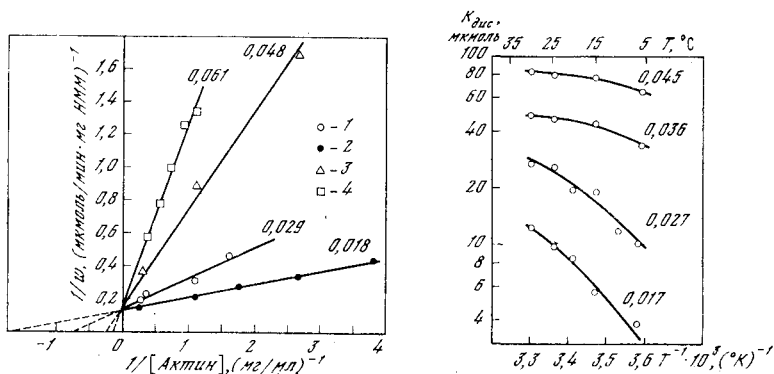 1/ω, (мкмоль/мин·мг НММ)⁻¹
1,6
1,4
1,2
1,0
0,8
0,6
0,4
0,2
0,061
0,048
0,029
0,018
○ – 1
● – 2
△ – 3
□ – 4
-1 0 1 2 3 4
1/[Актин], (мг/мл)⁻¹
Kдис,
мкмоль
35 25 15 5 T, °C
100
80
60
40
20
10
8
6
4
0,045
0,036
0,027
0,017
3,3 3,4 3,5 3,6 T⁻¹·10³, (°K)⁻¹